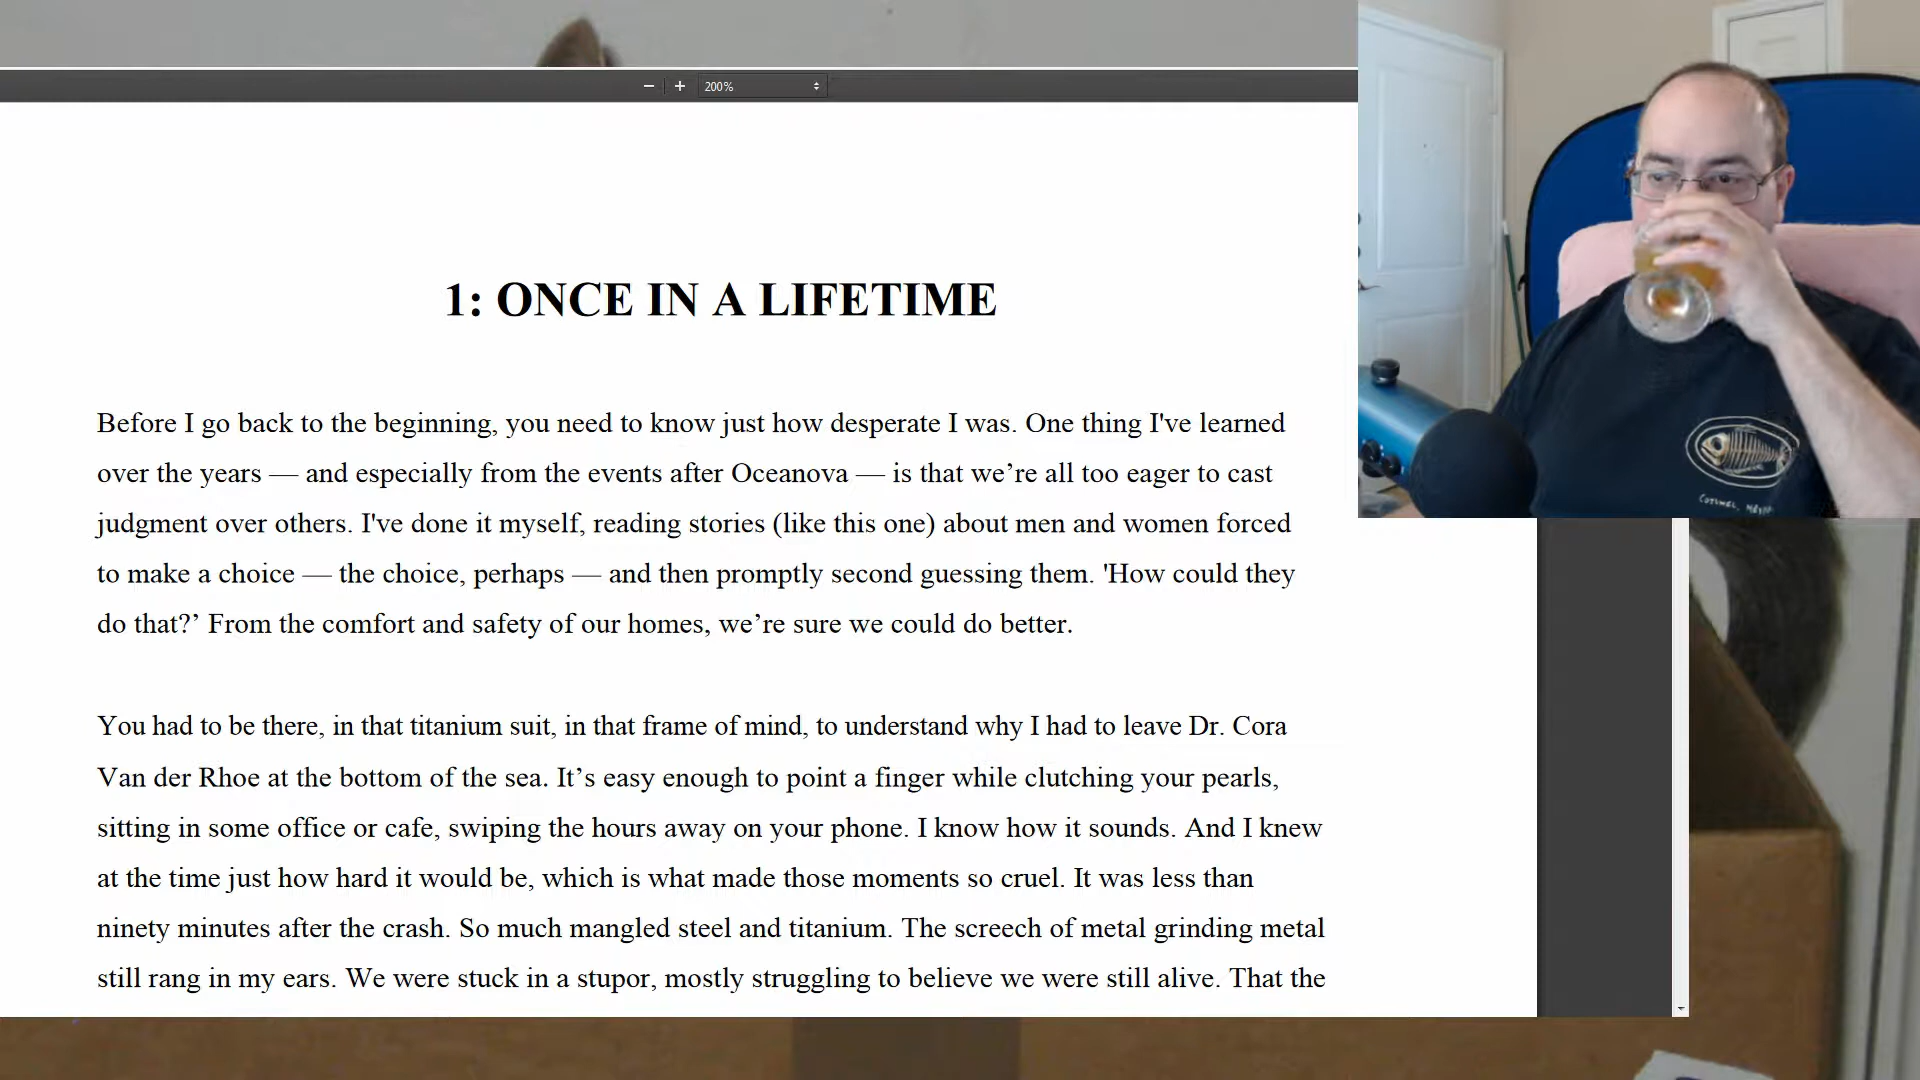 200%
1: ONCE IN A LIFETIME
Before I go back to the beginning, you need to know just how desperate I was. One thing I've learned
over the years — and especially from the events after Oceanova — is that we’re all too eager to cast
judgment over others. I've done it myself, reading stories (like this one) about men and women forced
to make a choice — the choice, perhaps — and then promptly second guessing them. 'How could they
do that?’ From the comfort and safety of our homes, we’re sure we could do better.
You had to be there, in that titanium suit, in that frame of mind, to understand why I had to leave Dr. Cora
Van der Rhoe at the bottom of the sea. It’s easy enough to point a finger while clutching your pearls,
sitting in some office or cafe, swiping the hours away on your phone. I know how it sounds. And I knew
at the time just how hard it would be, which is what made those moments so cruel. It was less than
ninety minutes after the crash. So much mangled steel and titanium. The screech of metal grinding metal
still rang in my ears. We were stuck in a stupor, mostly struggling to believe we were still alive. That the